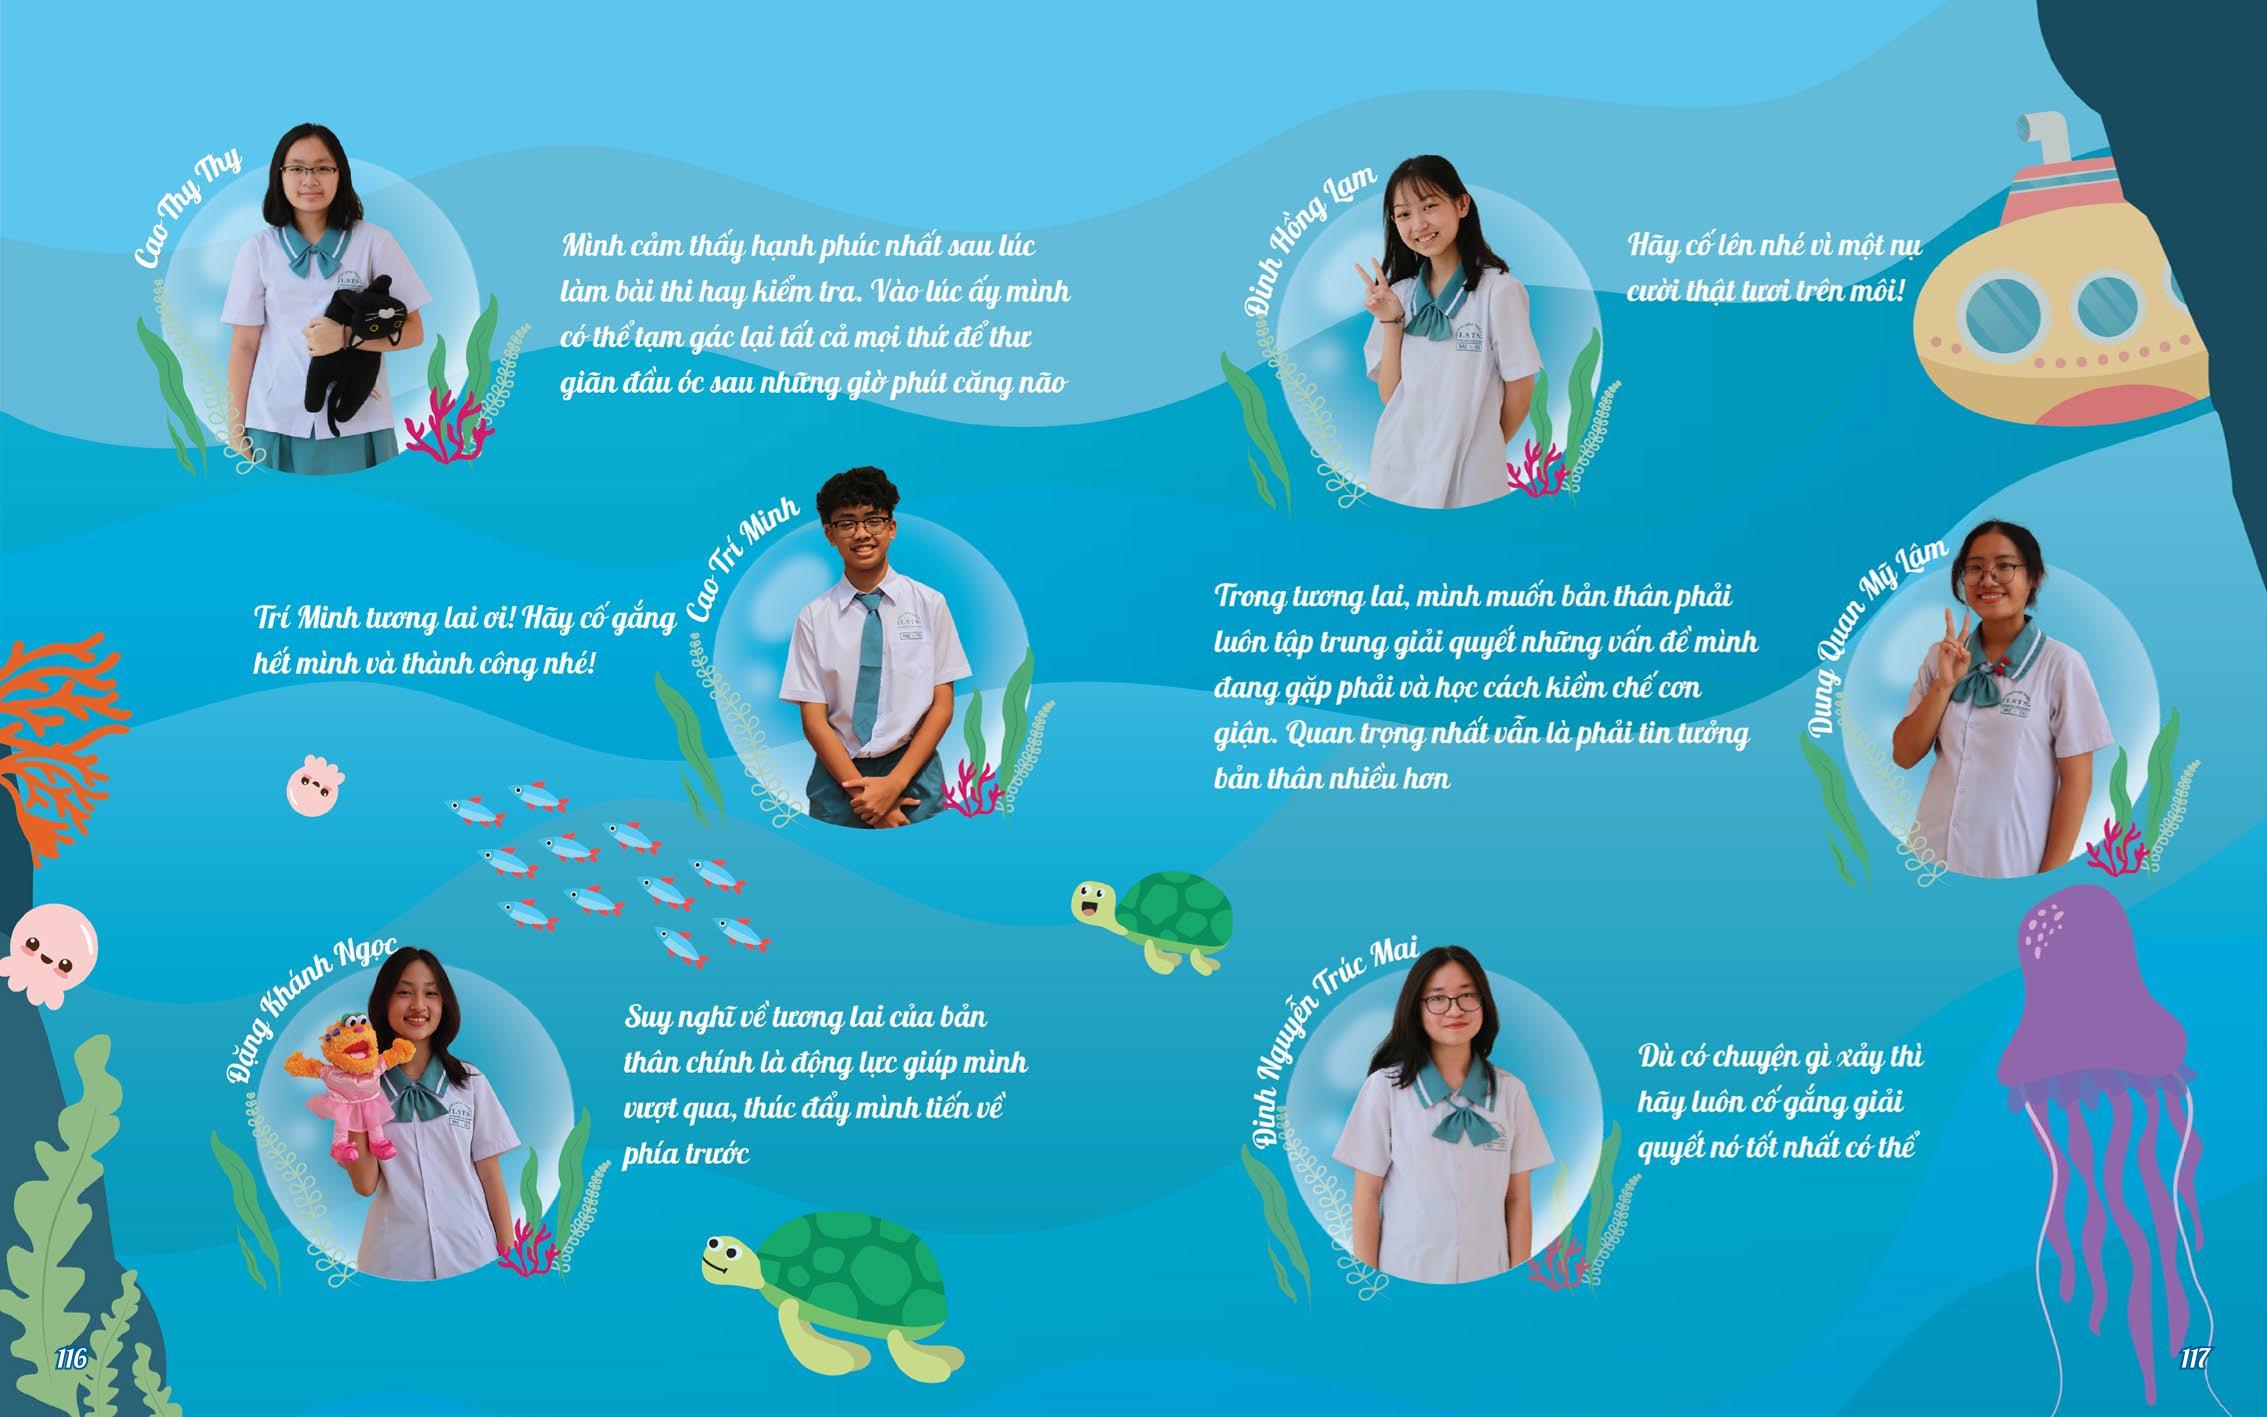 Cao Thy Thy
Mình cảm thấy hạnh phúc nhất sau lúc
làm bài thi hay kiểm tra. Vào lúc ấy mình
có thể tạm gác lại tất cả mọi thứ để thư
giãn đầu óc sau những giờ phút căng não
Cao Trí Minh
Trí Minh tương lai ơi! Hãy cố gắng
hết mình và thành công nhé!
Đặng Khánh Ngọc
Suy nghĩ về tương lai của bản
thân chính là động lực giúp mình
vượt qua, thúc đẩy mình tiến về
phía trước
116
Đinh Hồng Lam
Hãy cố lên nhé vì một nụ
cười thật tươi trên môi!
Dung Quan Mỹ Lâm
Trong tương lai, mình muốn bản thân phải
luôn tập trung giải quyết những vấn đề mình
đang gặp phải và học cách kiềm chế cơn
giận. Quan trọng nhất vẫn là phải tin tưởng
bản thân nhiều hơn
Đinh Nguyễn Trúc Mai
Dù có chuyện gì xảy thì
hãy luôn cố gắng giải
quyết nó tốt nhất có thể
117